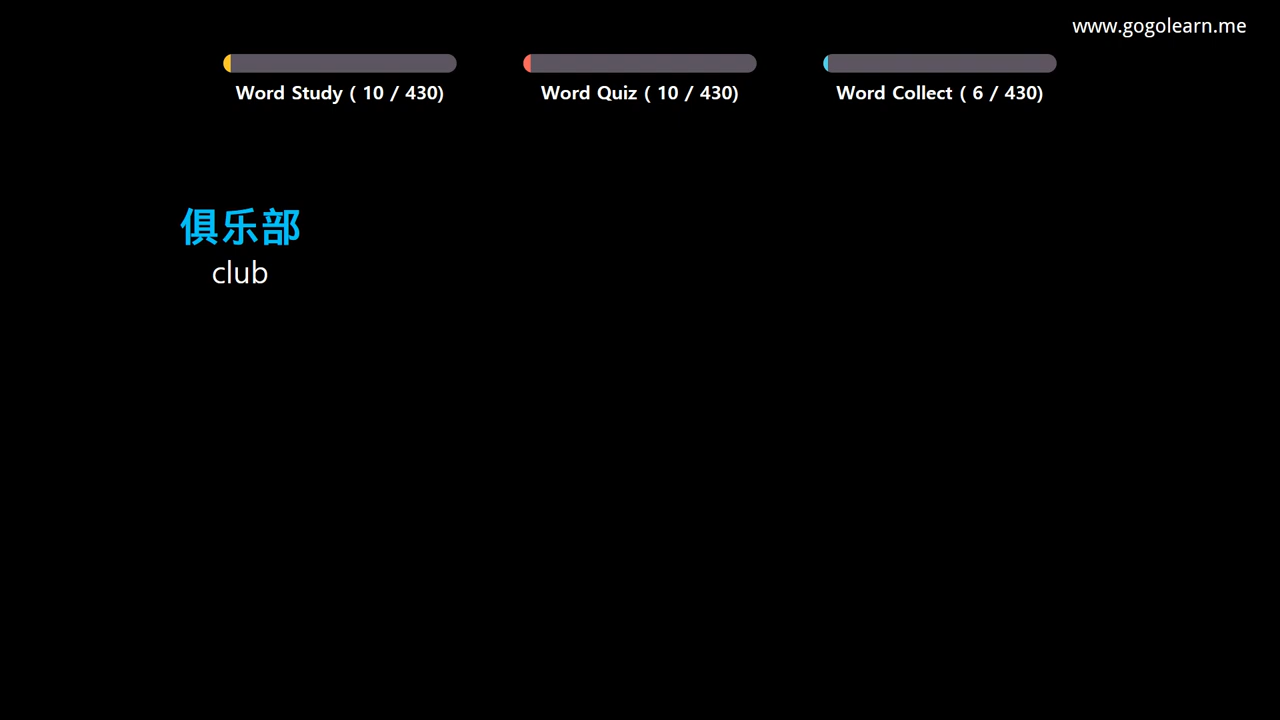 www.gogolearn.me
Word Study ( 10 / 430)
Word Quiz ( 10 / 430)
Word Collect ( 6 / 430)
俱乐部
club